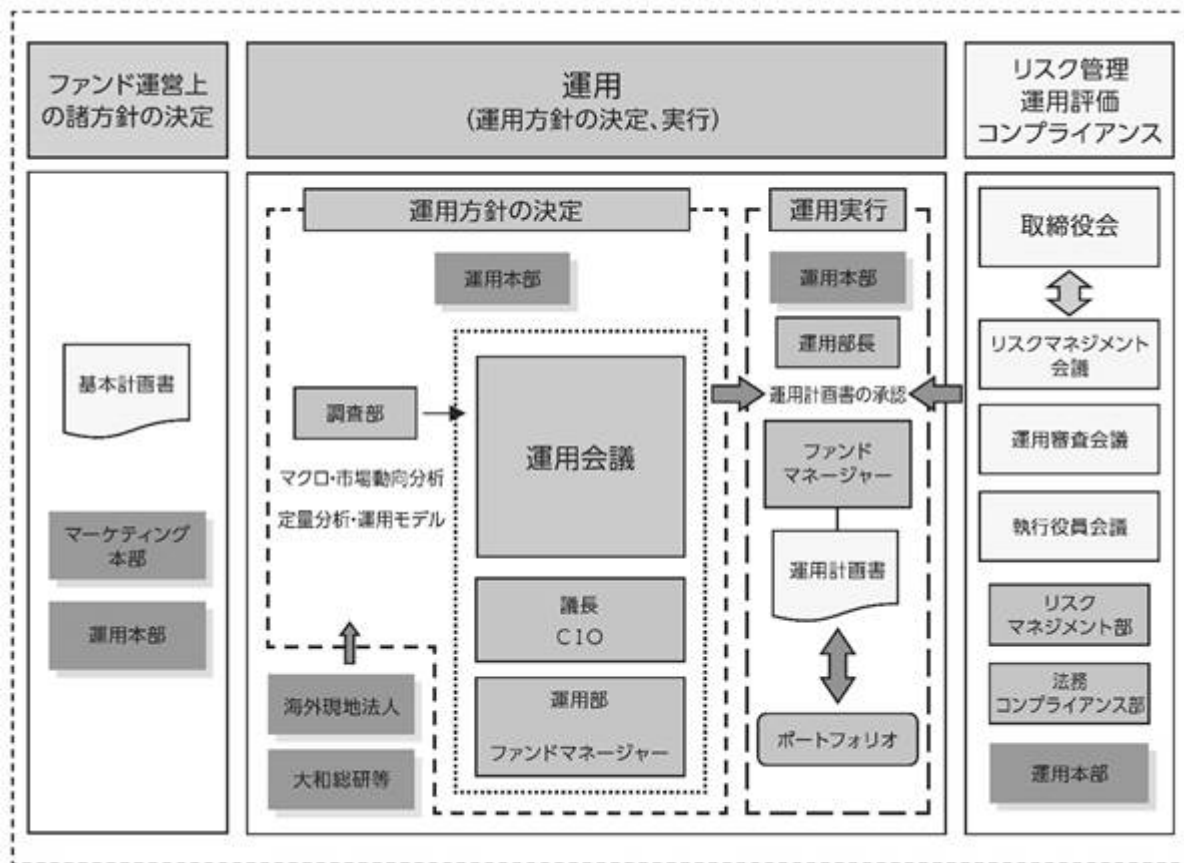 ファンド運営上
の諸方針の決定
基本計画書
マーケティング
本部
運用本部
運用
(運用方針の決定、実行)
運用方針の決定
運用本部
調査部
マクロ・市場動向分析
定量分析・運用モデル
運用会議
議長
CIO
運用部
ファンドマネージャー
海外現地法人
大和総研等
運用実行
運用本部
運用部長
運用計画書の承認
ファンド
マネージャー
運用計画書
ポートフォリオ
リスク管理
運用評価
コンプライアンス
取締役会
リスクマネジメント
会議
運用審査会議
執行役員会議
リスク
マネジメント部
法務
コンプライアンス部
運用本部